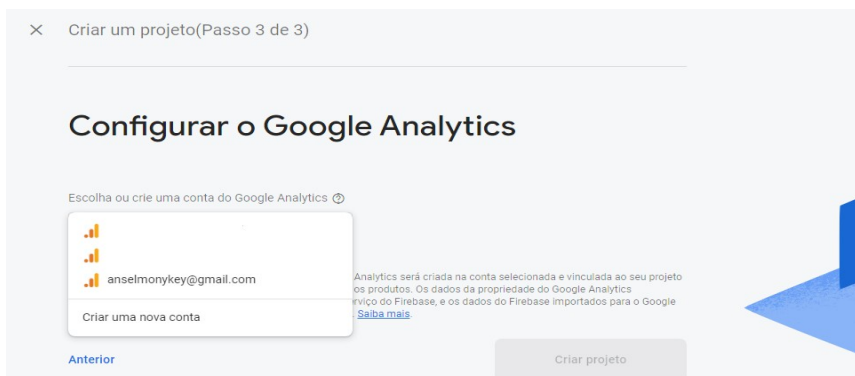 Criar um projeto(Passo 3 de 3)
Configurar o Google Analytics
Escolha ou crie uma conta do Google Analytics
anselmonykey@gmail.com
Criar uma nova conta
Analytics será criada na conta selecionada e vinculada ao seu projeto
os produtos. Os dados da propriedade do Google Analytics
rviço do Firebase, e os dados do Firebase importados para o Google
. Saiba mais.
Anterior
Criar projeto